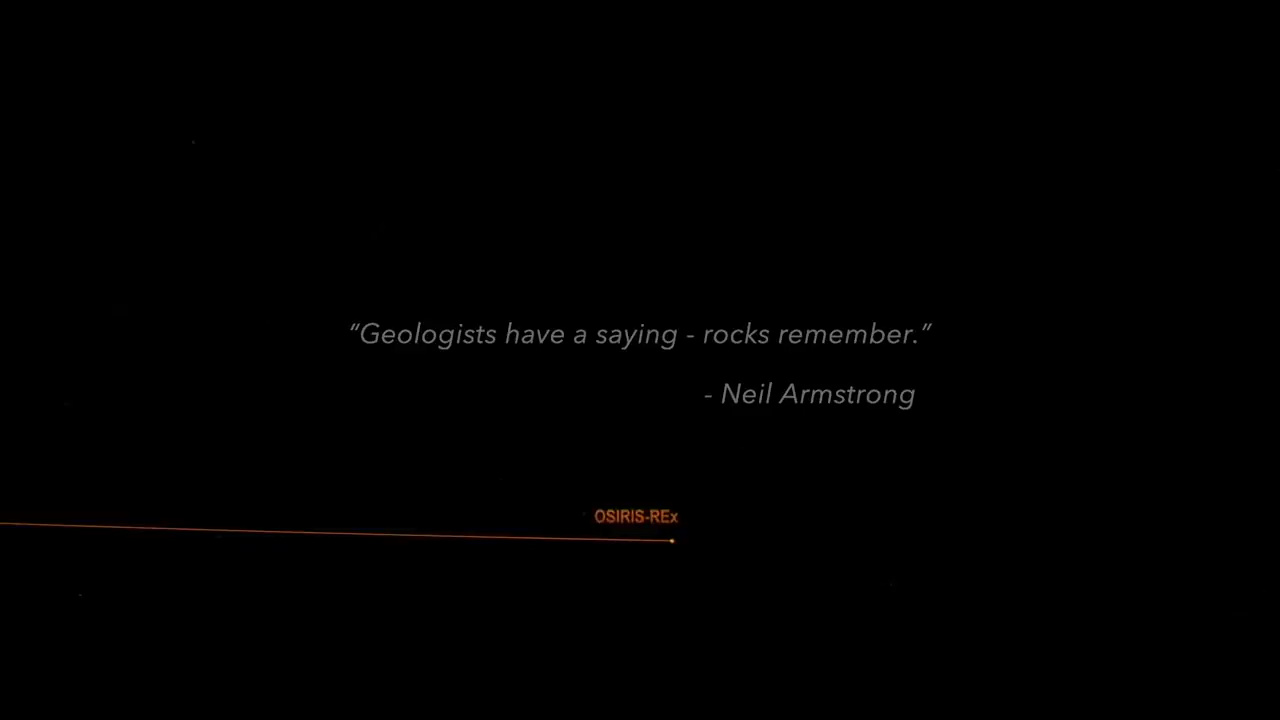 “Geologists have a saying - rocks remember.”
- Neil Armstrong
OSIRIS-REx